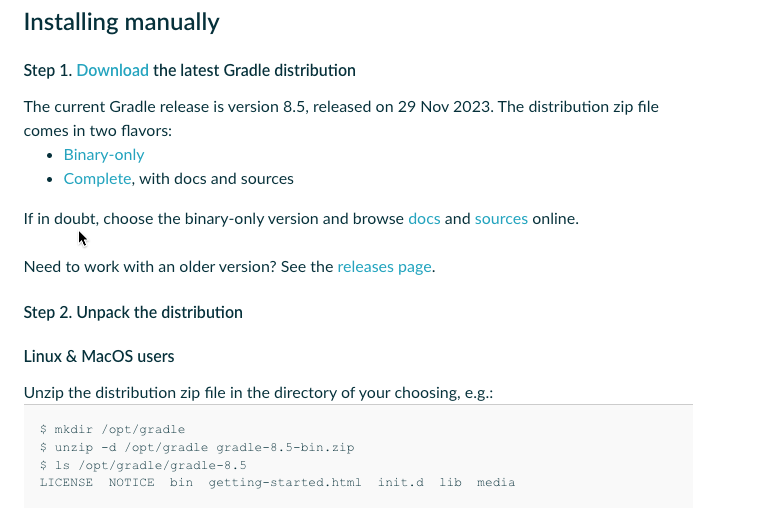 Installing manually
Step 1. Download the latest Gradle distribution
The current Gradle release is version 8.5, released on 29 Nov 2023. The distribution zip file
comes in two flavors:
• Binary-only
• Complete, with docs and sources
If in doubt, choose the binary-only version and browse docs and sources online.
Need to work with an older version? See the releases page.
Step 2. Unpack the distribution
Linux & MacOS users
Unzip the distribution zip file in the directory of your choosing, e.g.:
$ mkdir /opt/gradle
$ unzip -d /opt/gradle gradle-8.5-bin.zip
$ ls /opt/gradle/gradle-8.5
LICENSE  NOTICE  bin  getting-started.html  init.d  lib  media